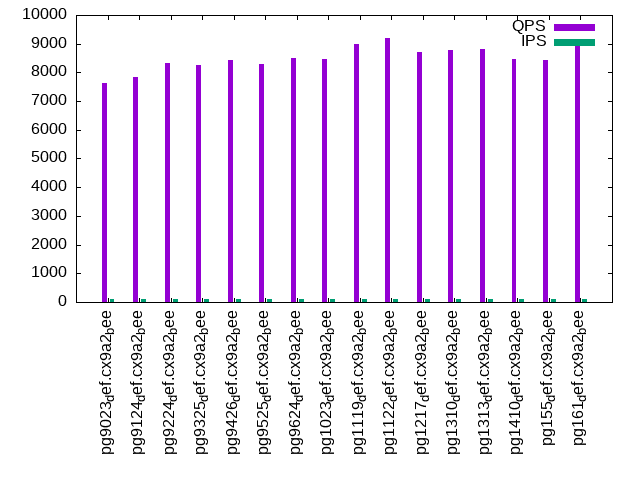 10000
9000
8000
7000
6000
5000
4000
3000
2000
1000
0
QPS
IPS
pg9023def.cx9a2bee
pg9124def.cx9a2bee
pg9224def.cx9a2bee
pg9325def.cx9a2bee
pg9426def.cx9a2bee
pg9525def.cx9a2bee
pg9624def.cx9a2bee
pg1023def.cx9a2bee
pg1119def.cx9a2bee
pg1122def.cx9a2bee
pg1217def.cx9a2bee
pg1310def.cx9a2bee
pg1313def.cx9a2bee
pg1410def.cx9a2bee
pg155def.cx9a2bee
pg161def.cx9a2bee